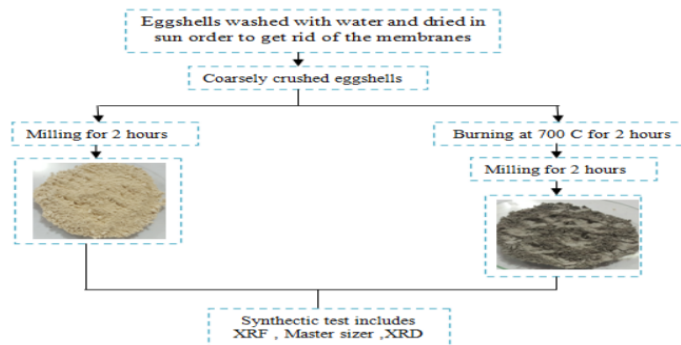 Eggshells washed with water and dried in
sun order to get rid of the membranes
Coarsely crushed eggshells
Milling for 2 hours
Burning at 700 C for 2 hours
Milling for 2 hours
Synthectic test includes
XRF , Master sizer ,XRD